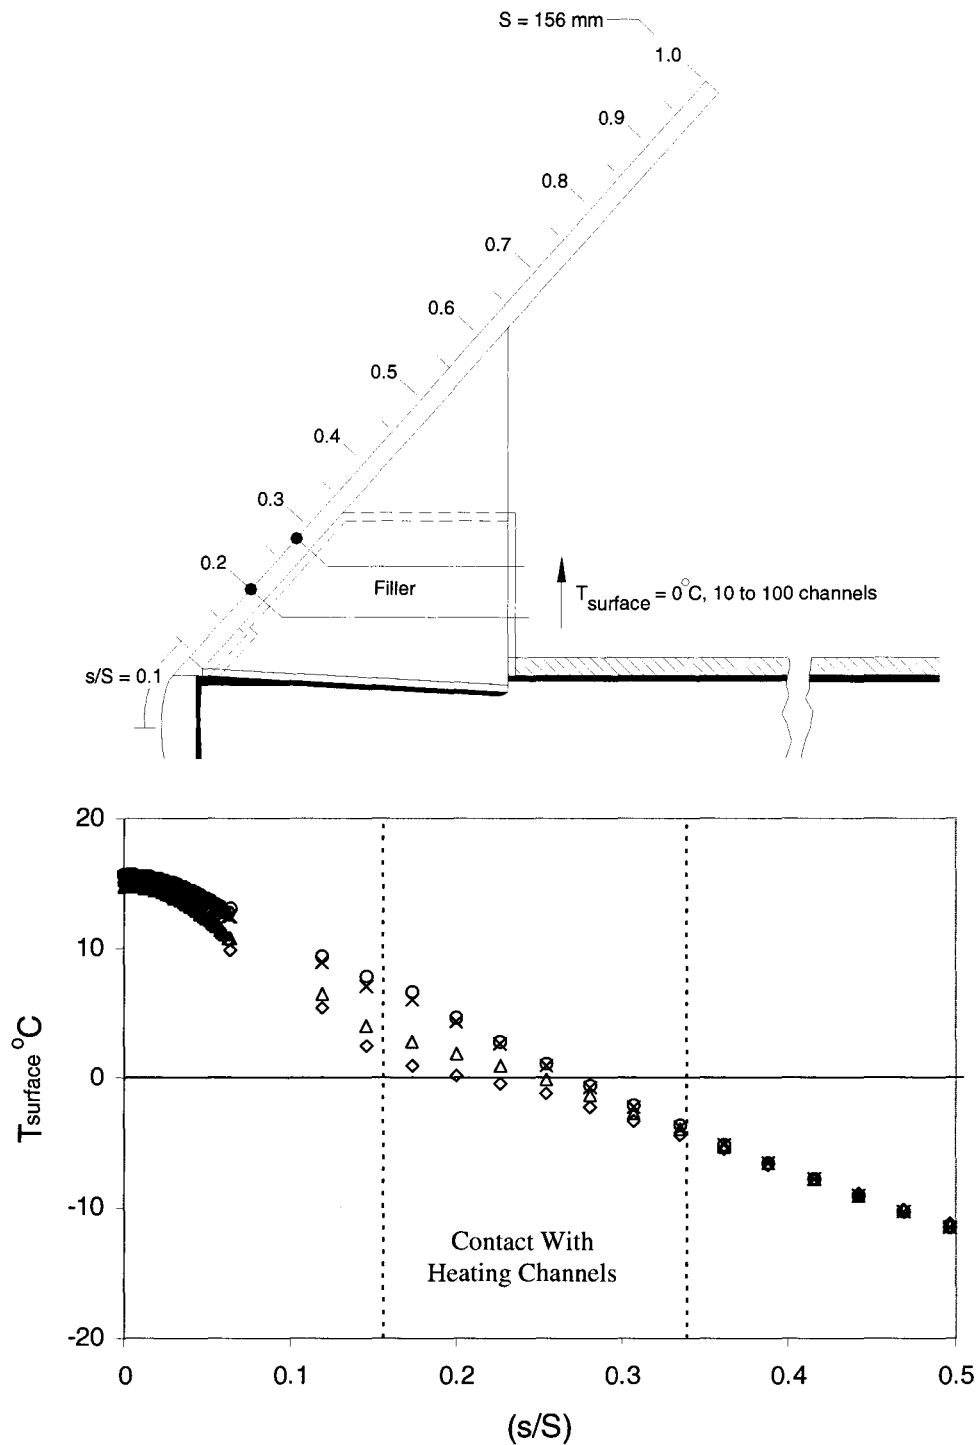 S = 156 mm
1.0
0.9
0.8
0.7
0.6
0.5
0.4
0.3
0.2
Filler
Tsurface = 0°C, 10 to 100 channels
s/S = 0.1
20
10
0
-10
-20
Tsurface °C
Contact With
Heating Channels
0 0.1 0.2 0.3 0.4 0.5
(s/S)